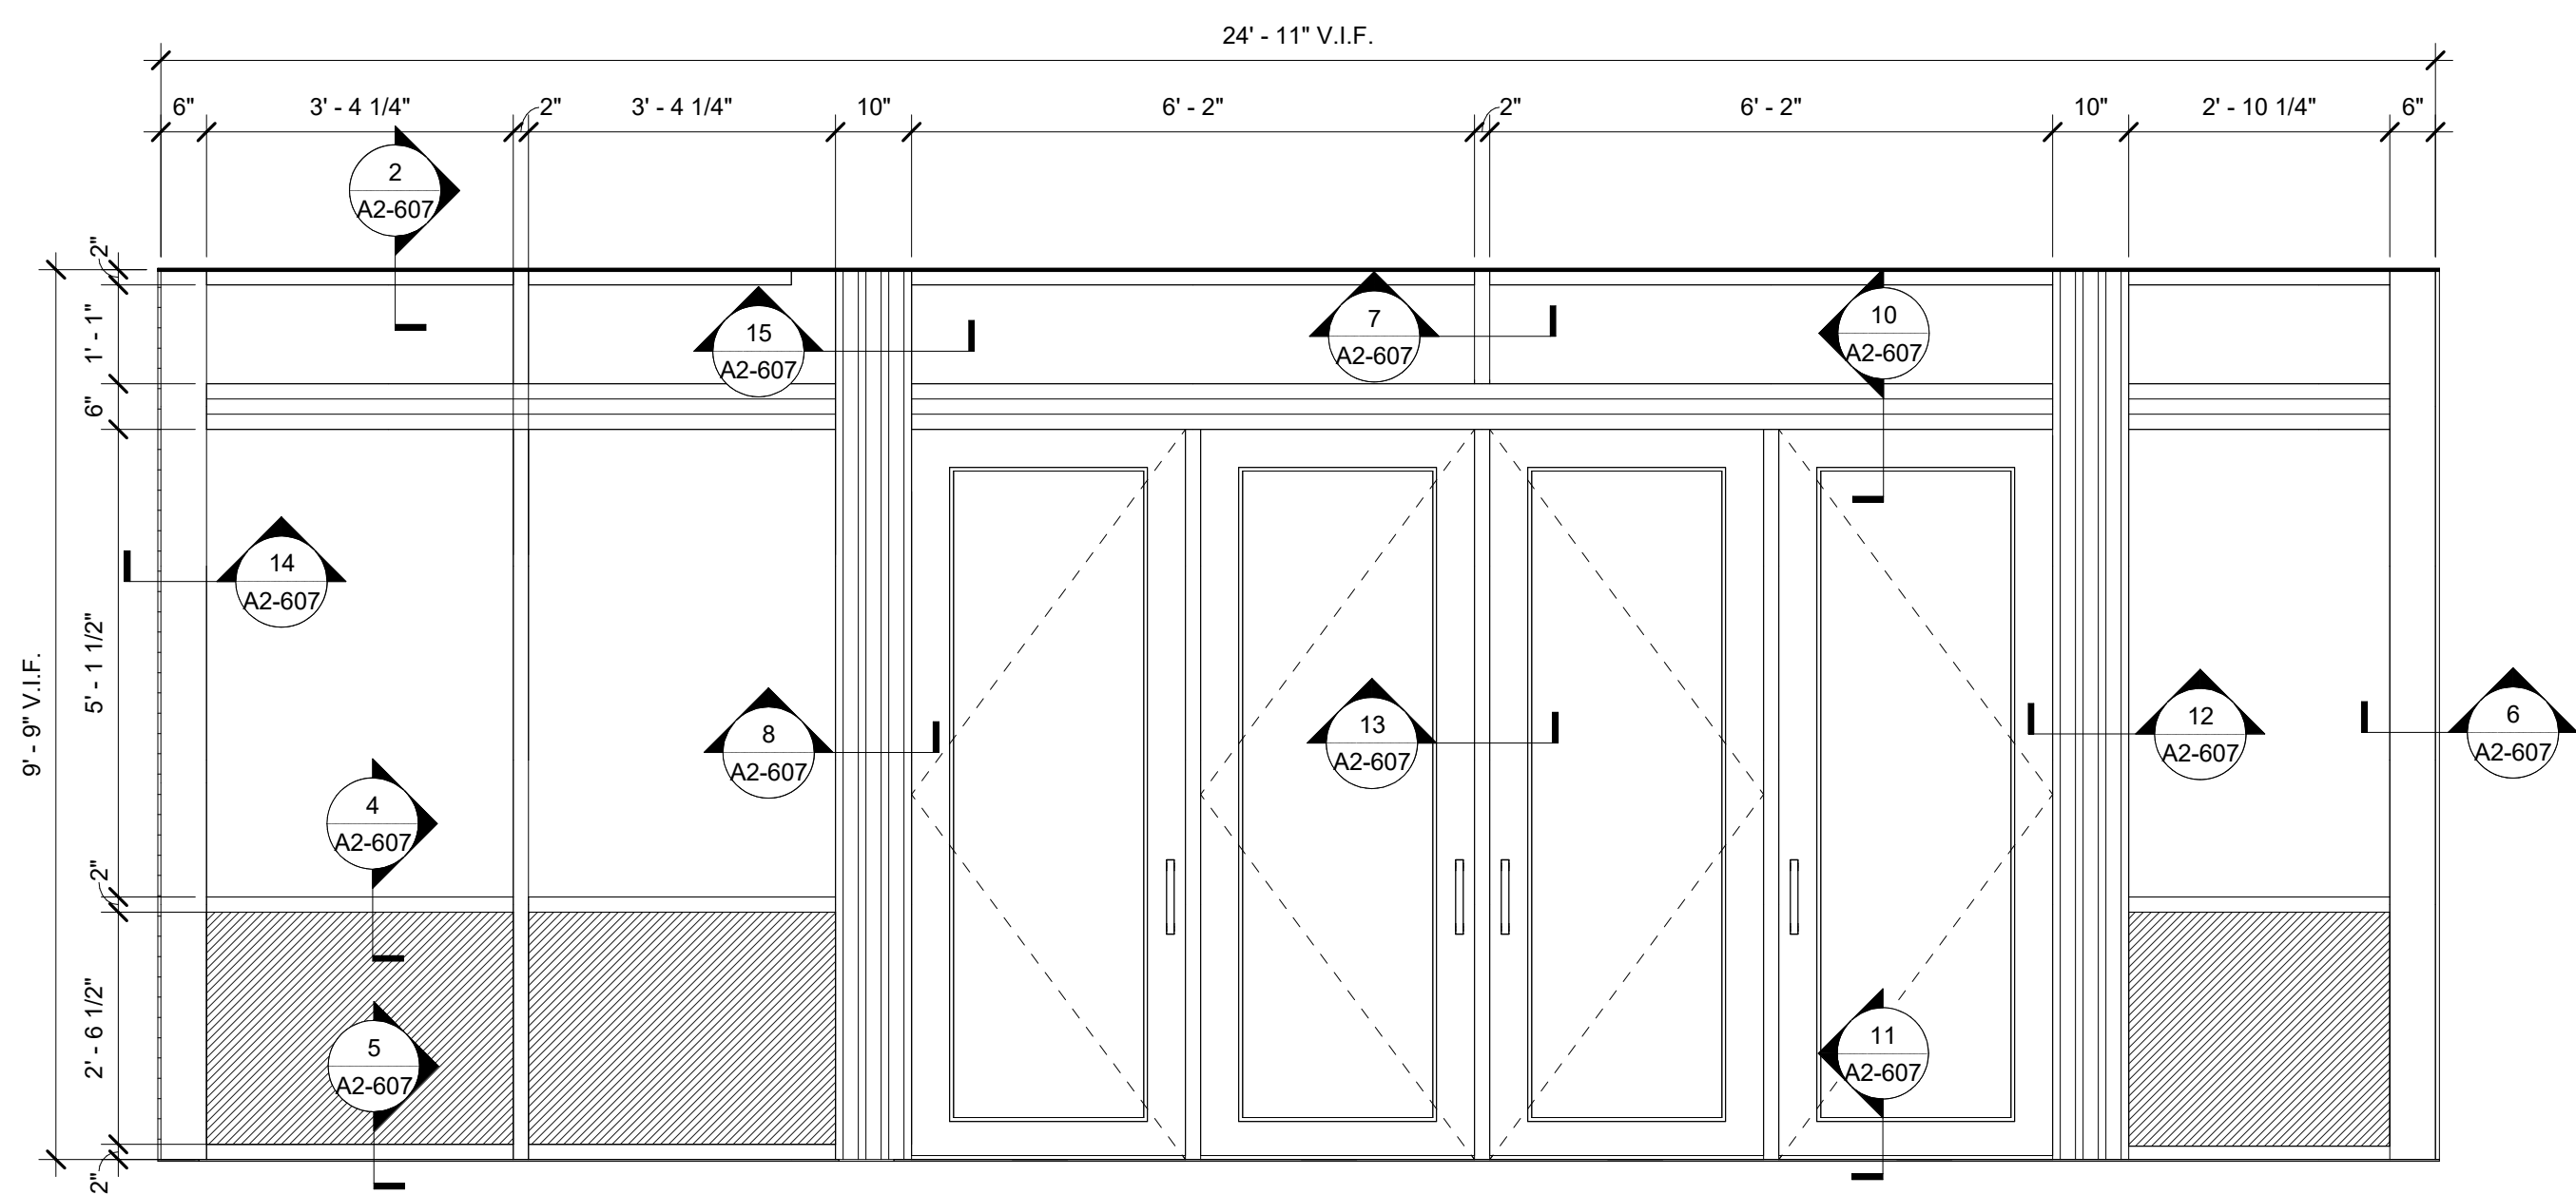 24' - 11" V.I.F.
6"
3' - 4 1/4"
2"
3' - 4 1/4"
10"
6' - 2"
2"
6' - 2"
10"
2' - 10 1/4"
6"
2
A2-607
2"
1' - 1"
6"
5' - 1 1/2"
2"
2' - 6 1/2"
2"
9' - 9" V.I.F.
15
A2-607
7
A2-607
10
A2-607
14
A2-607
8
A2-607
13
A2-607
12
A2-607
6
A2-607
4
A2-607
5
A2-607
11
A2-607